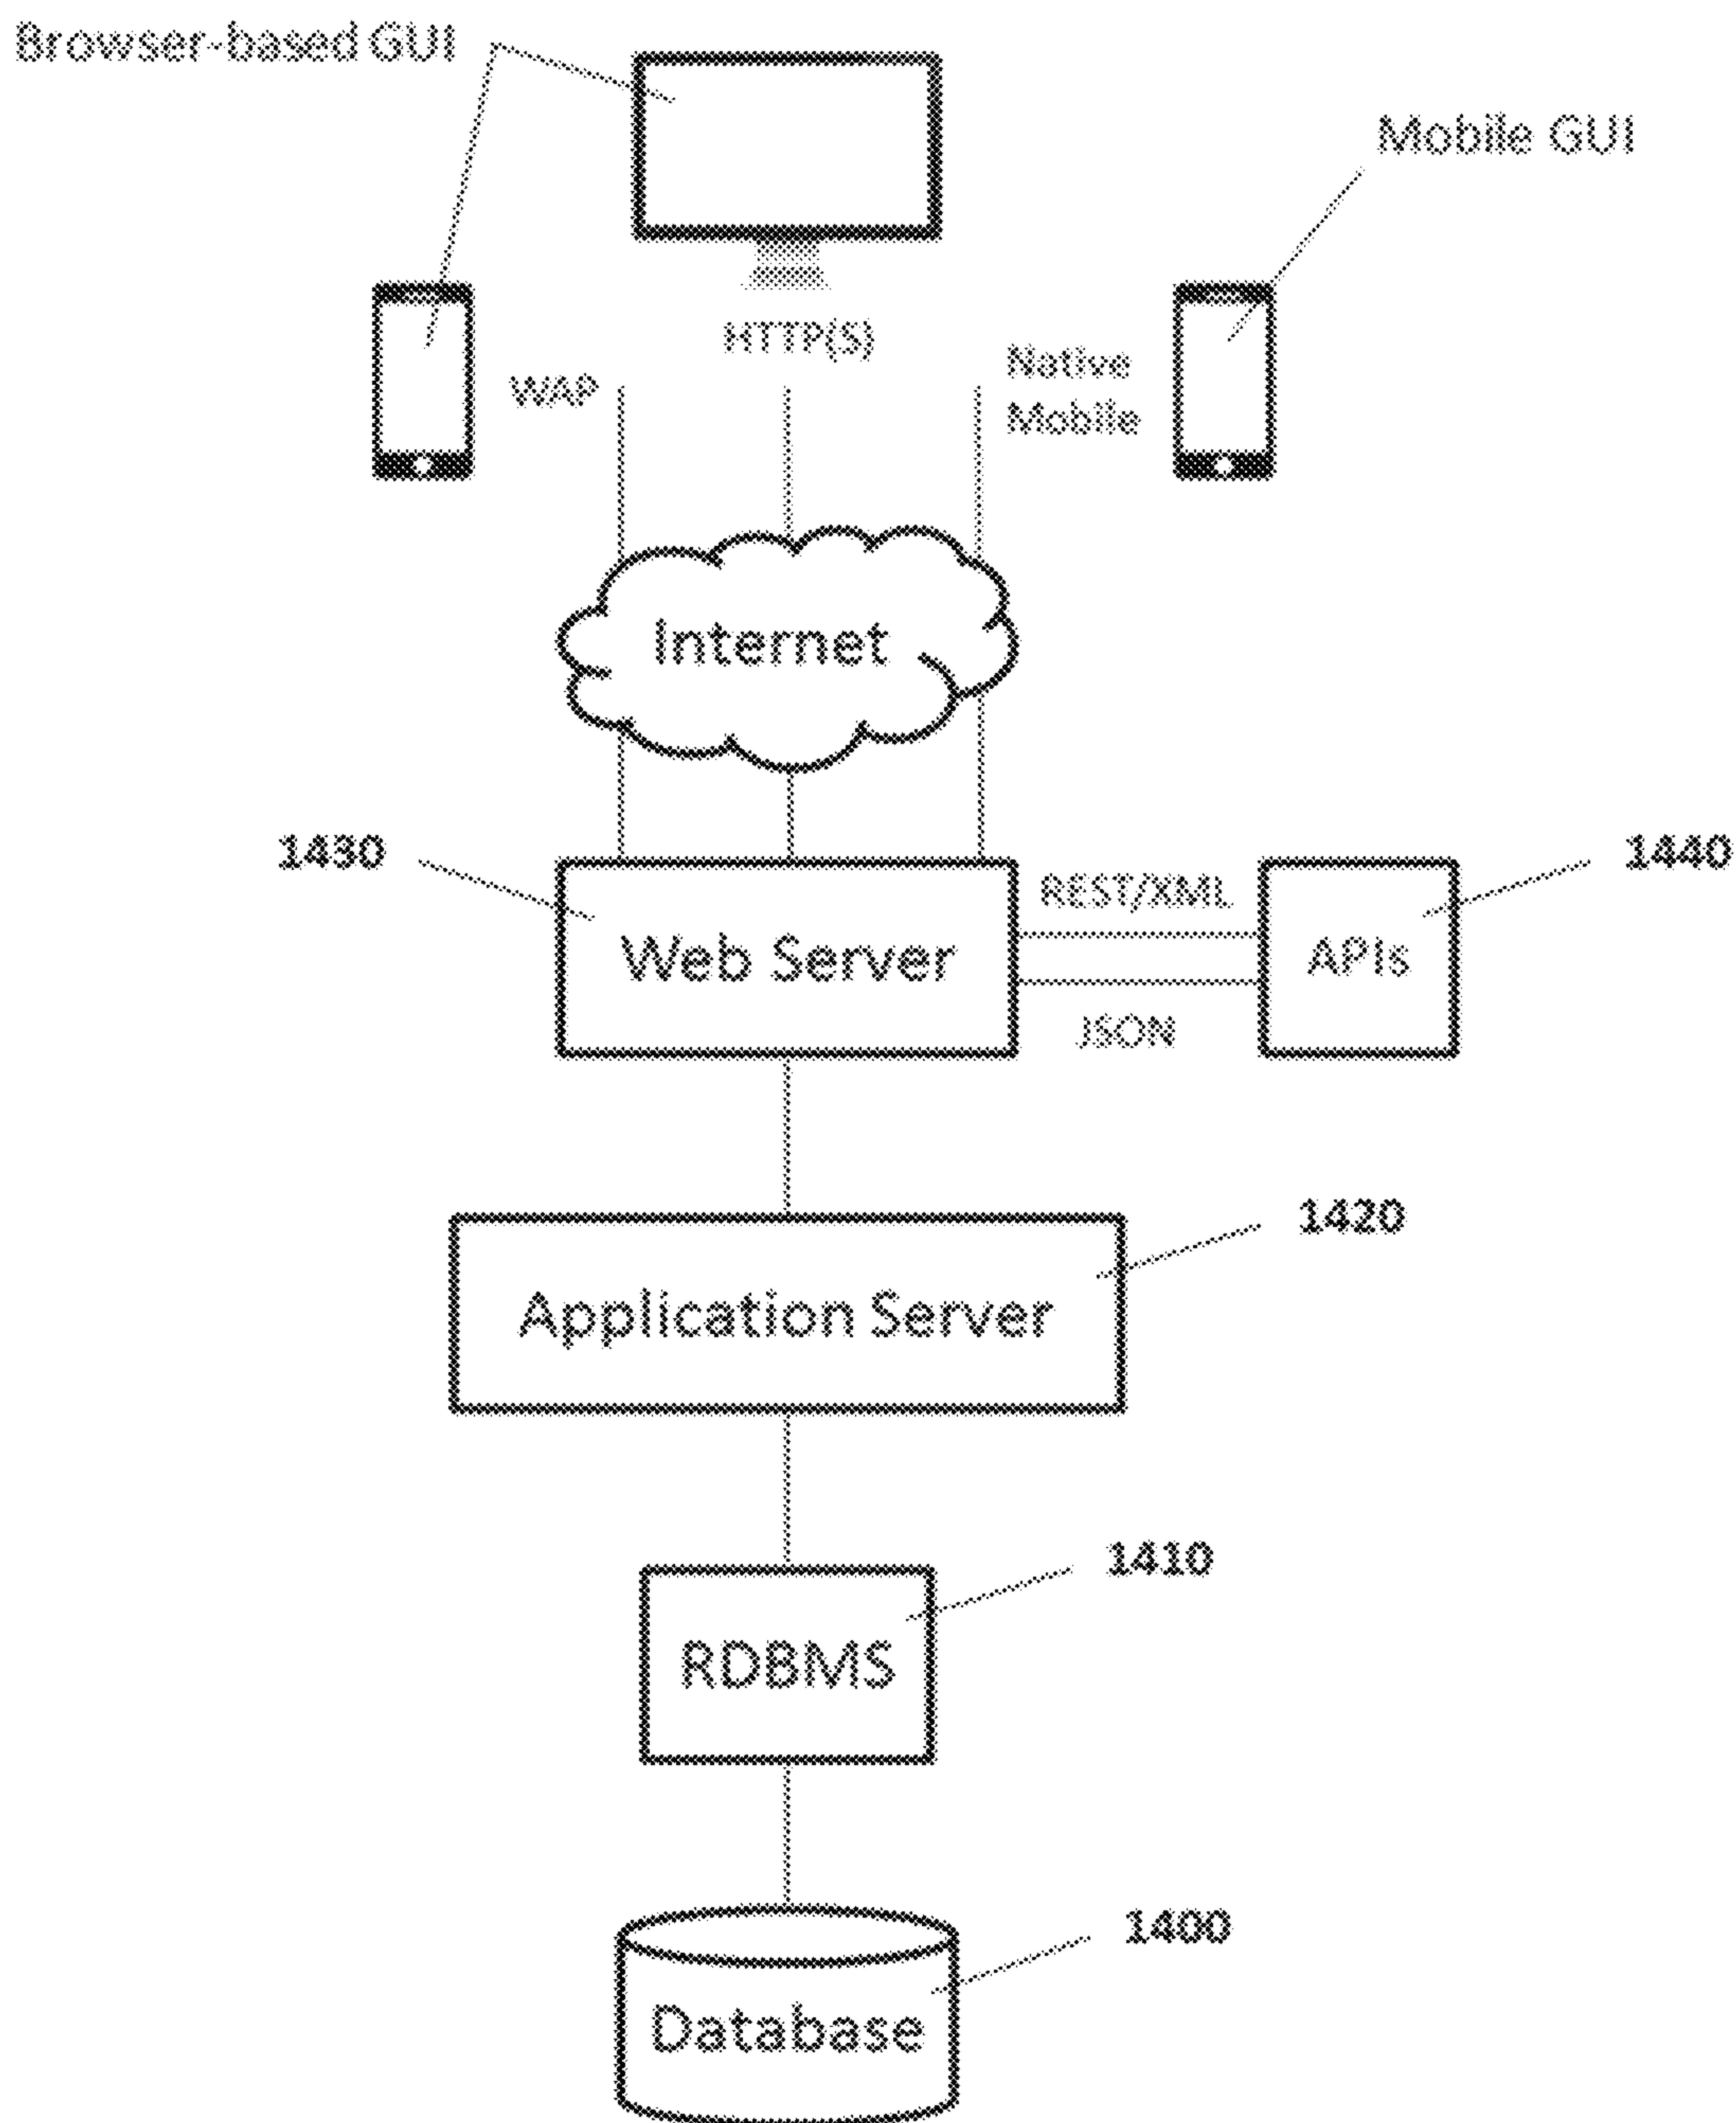 Browser-based GUI
Mobile GUI
HTTP(S)
WAP
Native
Mobile
Internet
1430
1440
REST/XML
Web Server
APIs
JSON
1420
Application Server
1410
RDBMS
1400
Database